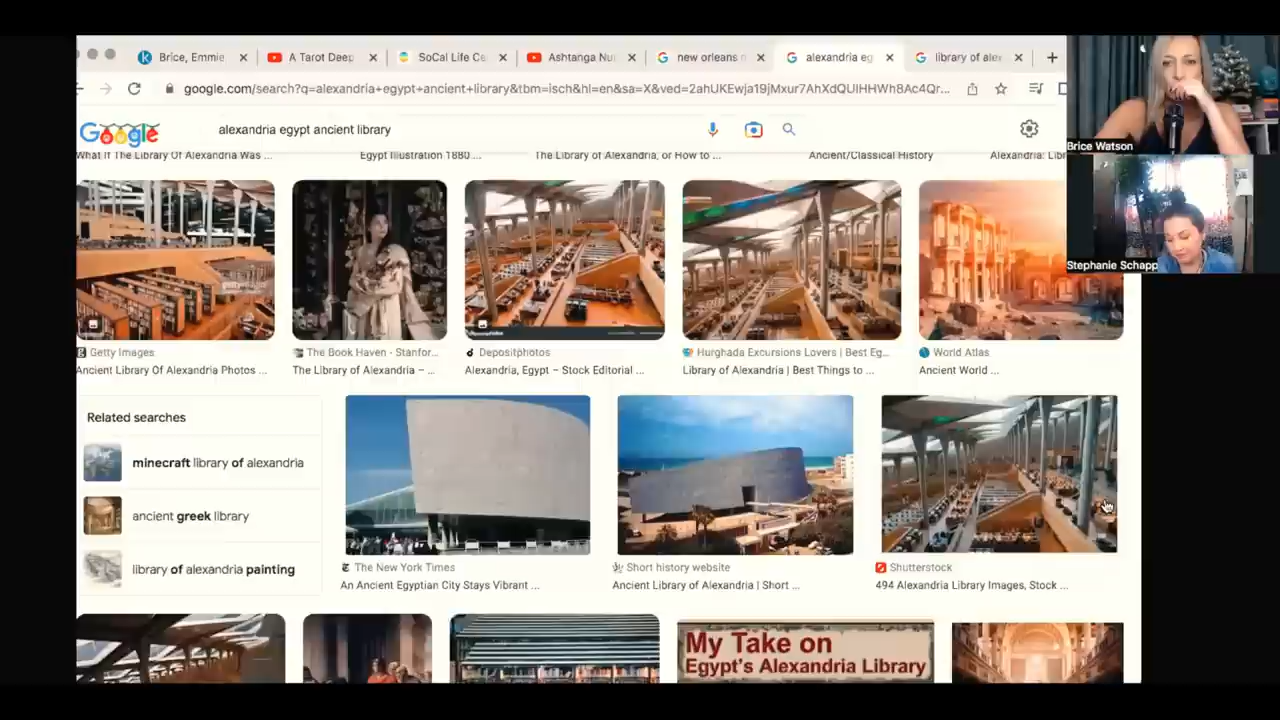 Brice, Emmie
A Tarot Deep
SoCal Life Ce
Ashtanga Nu
new orleans n
alexandria eg
library of ale
google.com/search?q=alexandria+egypt+ancient+library&tbm=isch&hl=en&sa=X&ved=2ahUKEwja19jMxur7AhXdQUIHHWh8Ac4Qr...
Google
alexandria egypt ancient library
Brice Watson
What If The Library Of Alexandria Was ...
Egypt Illustration 1880 ...
The Library of Alexandria, or How to ...
Ancient/Classical History
Alexandria: Libr
Stephanie Schapp
gettyimages
Getty Images
The Book Haven - Stanfor...
Depositphotos
Hurghada Excursions Lovers | Best Eg...
World Atlas
Ancient Library Of Alexandria Photos ...
The Library of Alexandria – ...
Alexandria, Egypt – Stock Editorial ...
Library of Alexandria | Best Things to ...
Ancient World ...
Related searches
minecraft library of alexandria
ancient greek library
library of alexandria painting
The New York Times
Short history website
Shutterstock
An Ancient Egyptian City Stays Vibrant ...
Ancient Library of Alexandria | Short ...
494 Alexandria Library Images, Stock ...
My Take on
Egypt's Alexandria Library